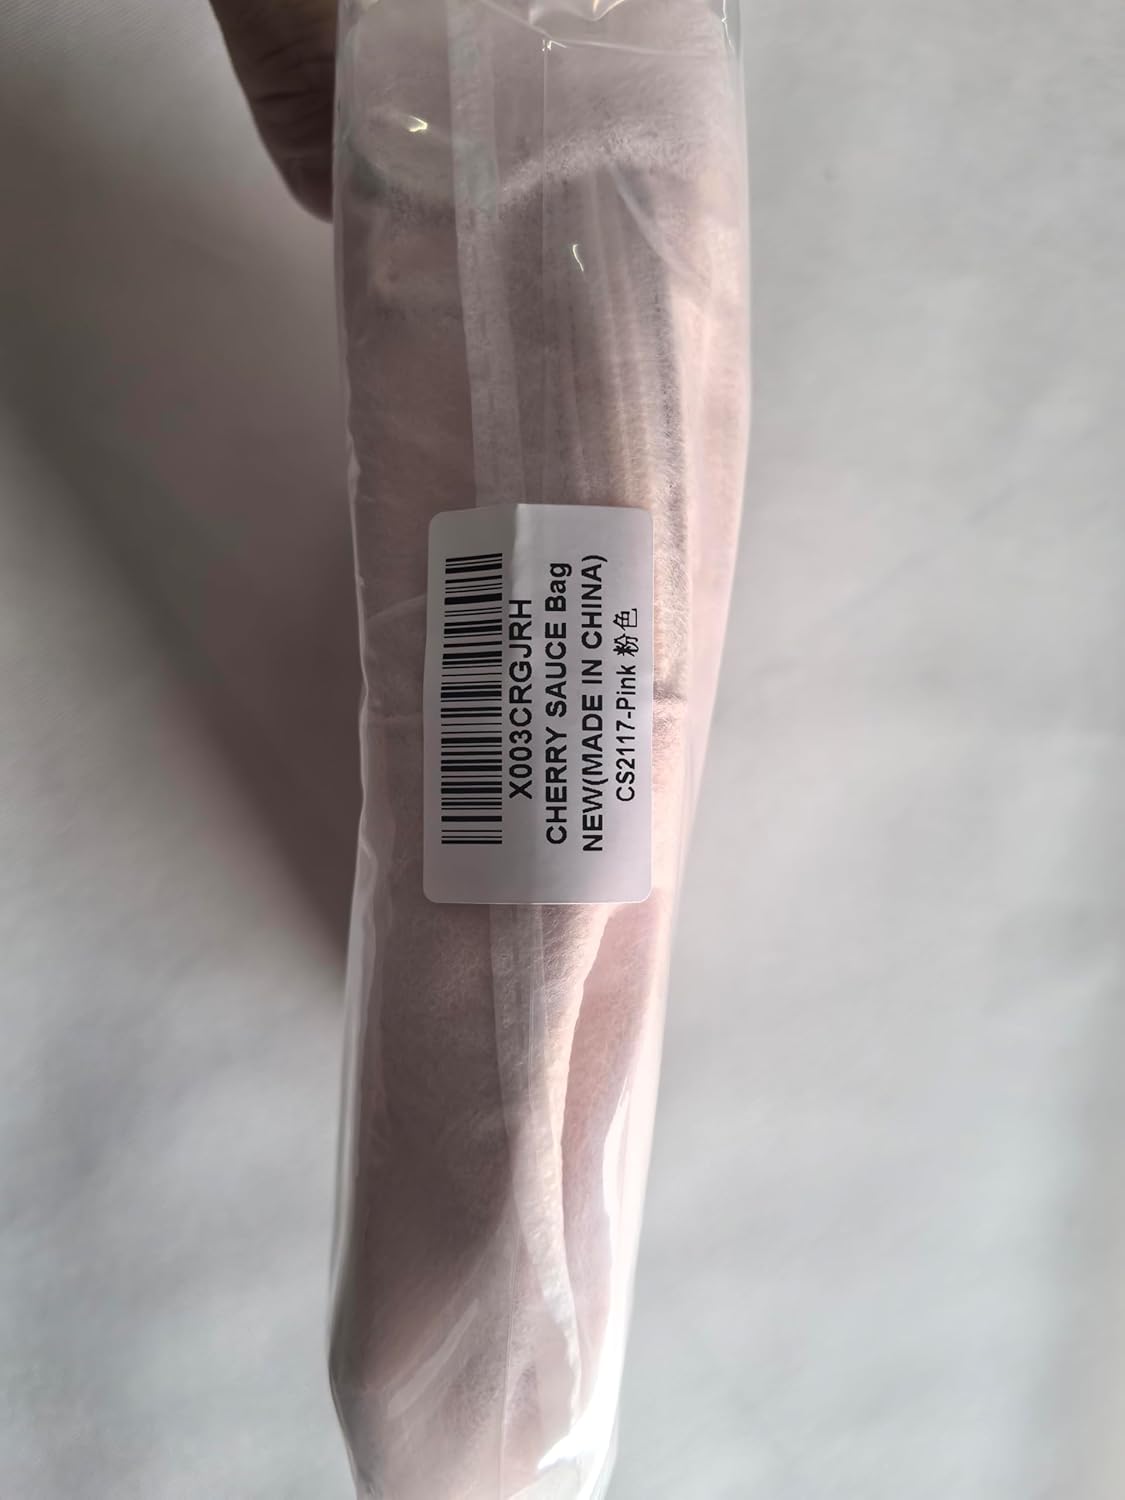 X003CRGJRH
CHERRY SAUCE Bag
NEW(MADE IN CHINA)
CS2117-Pink 粉色